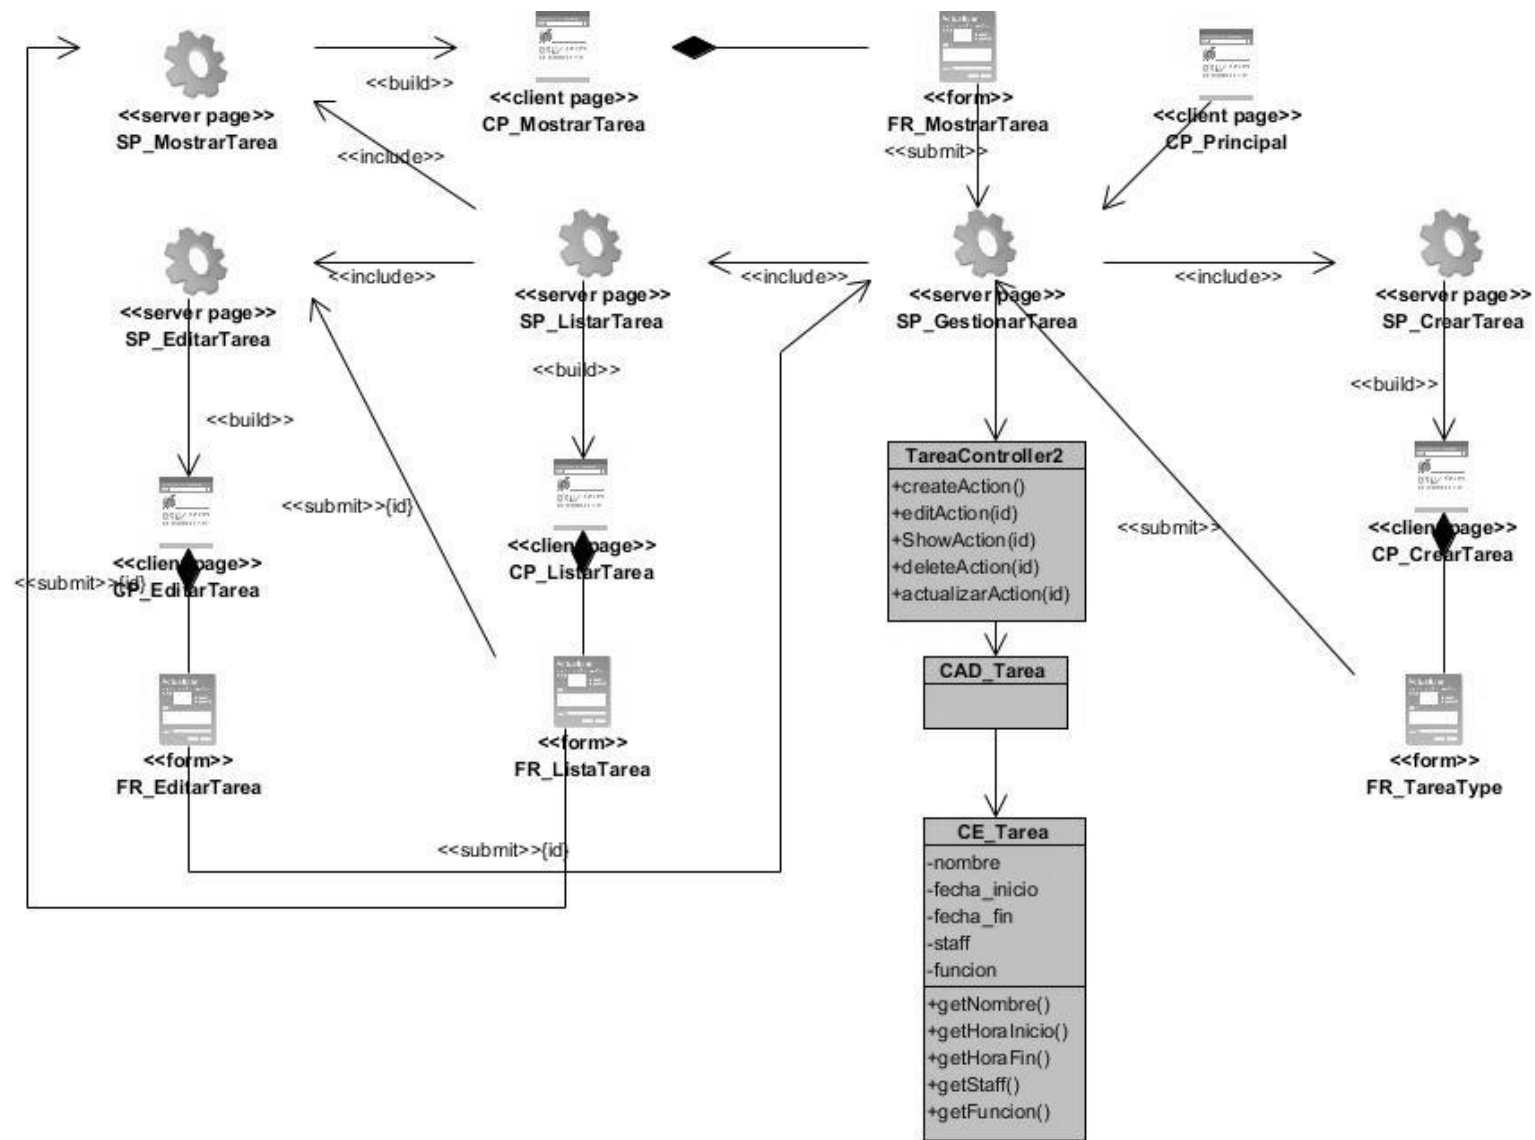 <<build>>
<<client page>>
CP_MostrarTarea
<<form>>
FR_MostrarTarea
<<submit>>
<<client page>>
CP_Principal
<<server page>>
SP_MostrarTarea
<<include>>
<<server page>>
SP_EditarTarea
<<include>>
<<server page>>
SP_ListarTarea
<<include>>
<<server page>>
SP_GestionarTarea
<<include>>
<<server page>>
SP_CrearTarea
<<build>>
<<build>>
<<build>>
<<submit>>{id}
<<submit>>
TareaController2
+createAction()
+editAction(id)
+ShowAction(id)
+deleteAction(id)
+actualizarAction(id)
<<client page>>
CP_EditarTarea
<<submit>>{id}
<<client page>>
CP_ListarTarea
<<client page>>
CP_CrearTarea
CAD_Tarea
Actualizar
<<form>>
FR_EditarTarea
<<form>>
FR_ListaTarea
<<form>>
FR_TareaType
<<submit>>{id}
CE_Tarea
-nombre
-fecha_inicio
-fecha_fin
-staff
-funcion
+getNombre()
+getHoraInicio()
+getHoraFin()
+getStaff()
+getFuncion()